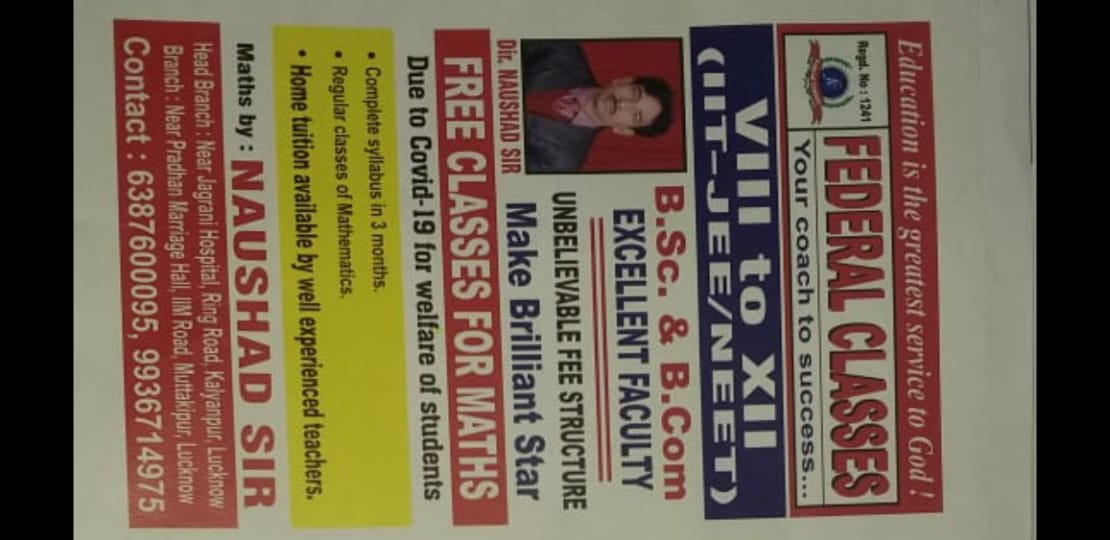 Education is the greatest service to God!
Regd. No : 1241
FEDERAL CLASSES
Your coach to success...
VIII to XII
(IIT-JEE/NEET)
B.Sc. & B.Com
EXCELLENT FACULTY
UNBELIEVABLE FEE STRUCTURE
Make Brilliant Star
Dir. NAUSHAD SIR
FREE CLASSES FOR MATHS
Due to Covid-19 for welfare of students
• Complete syllabus in 3 months.
• Regular classes of Mathematics.
• Home tuition available by well experienced teachers.
Maths by : NAUSHAD SIR
Head Branch : Near Jagrani Hospital, Ring Road, Kalyanpur, Lucknow
Branch : Near Pradhan Marriage Hall, IIM Road, Muttakipur, Lucknow
Contact : 6387600095, 9936714975